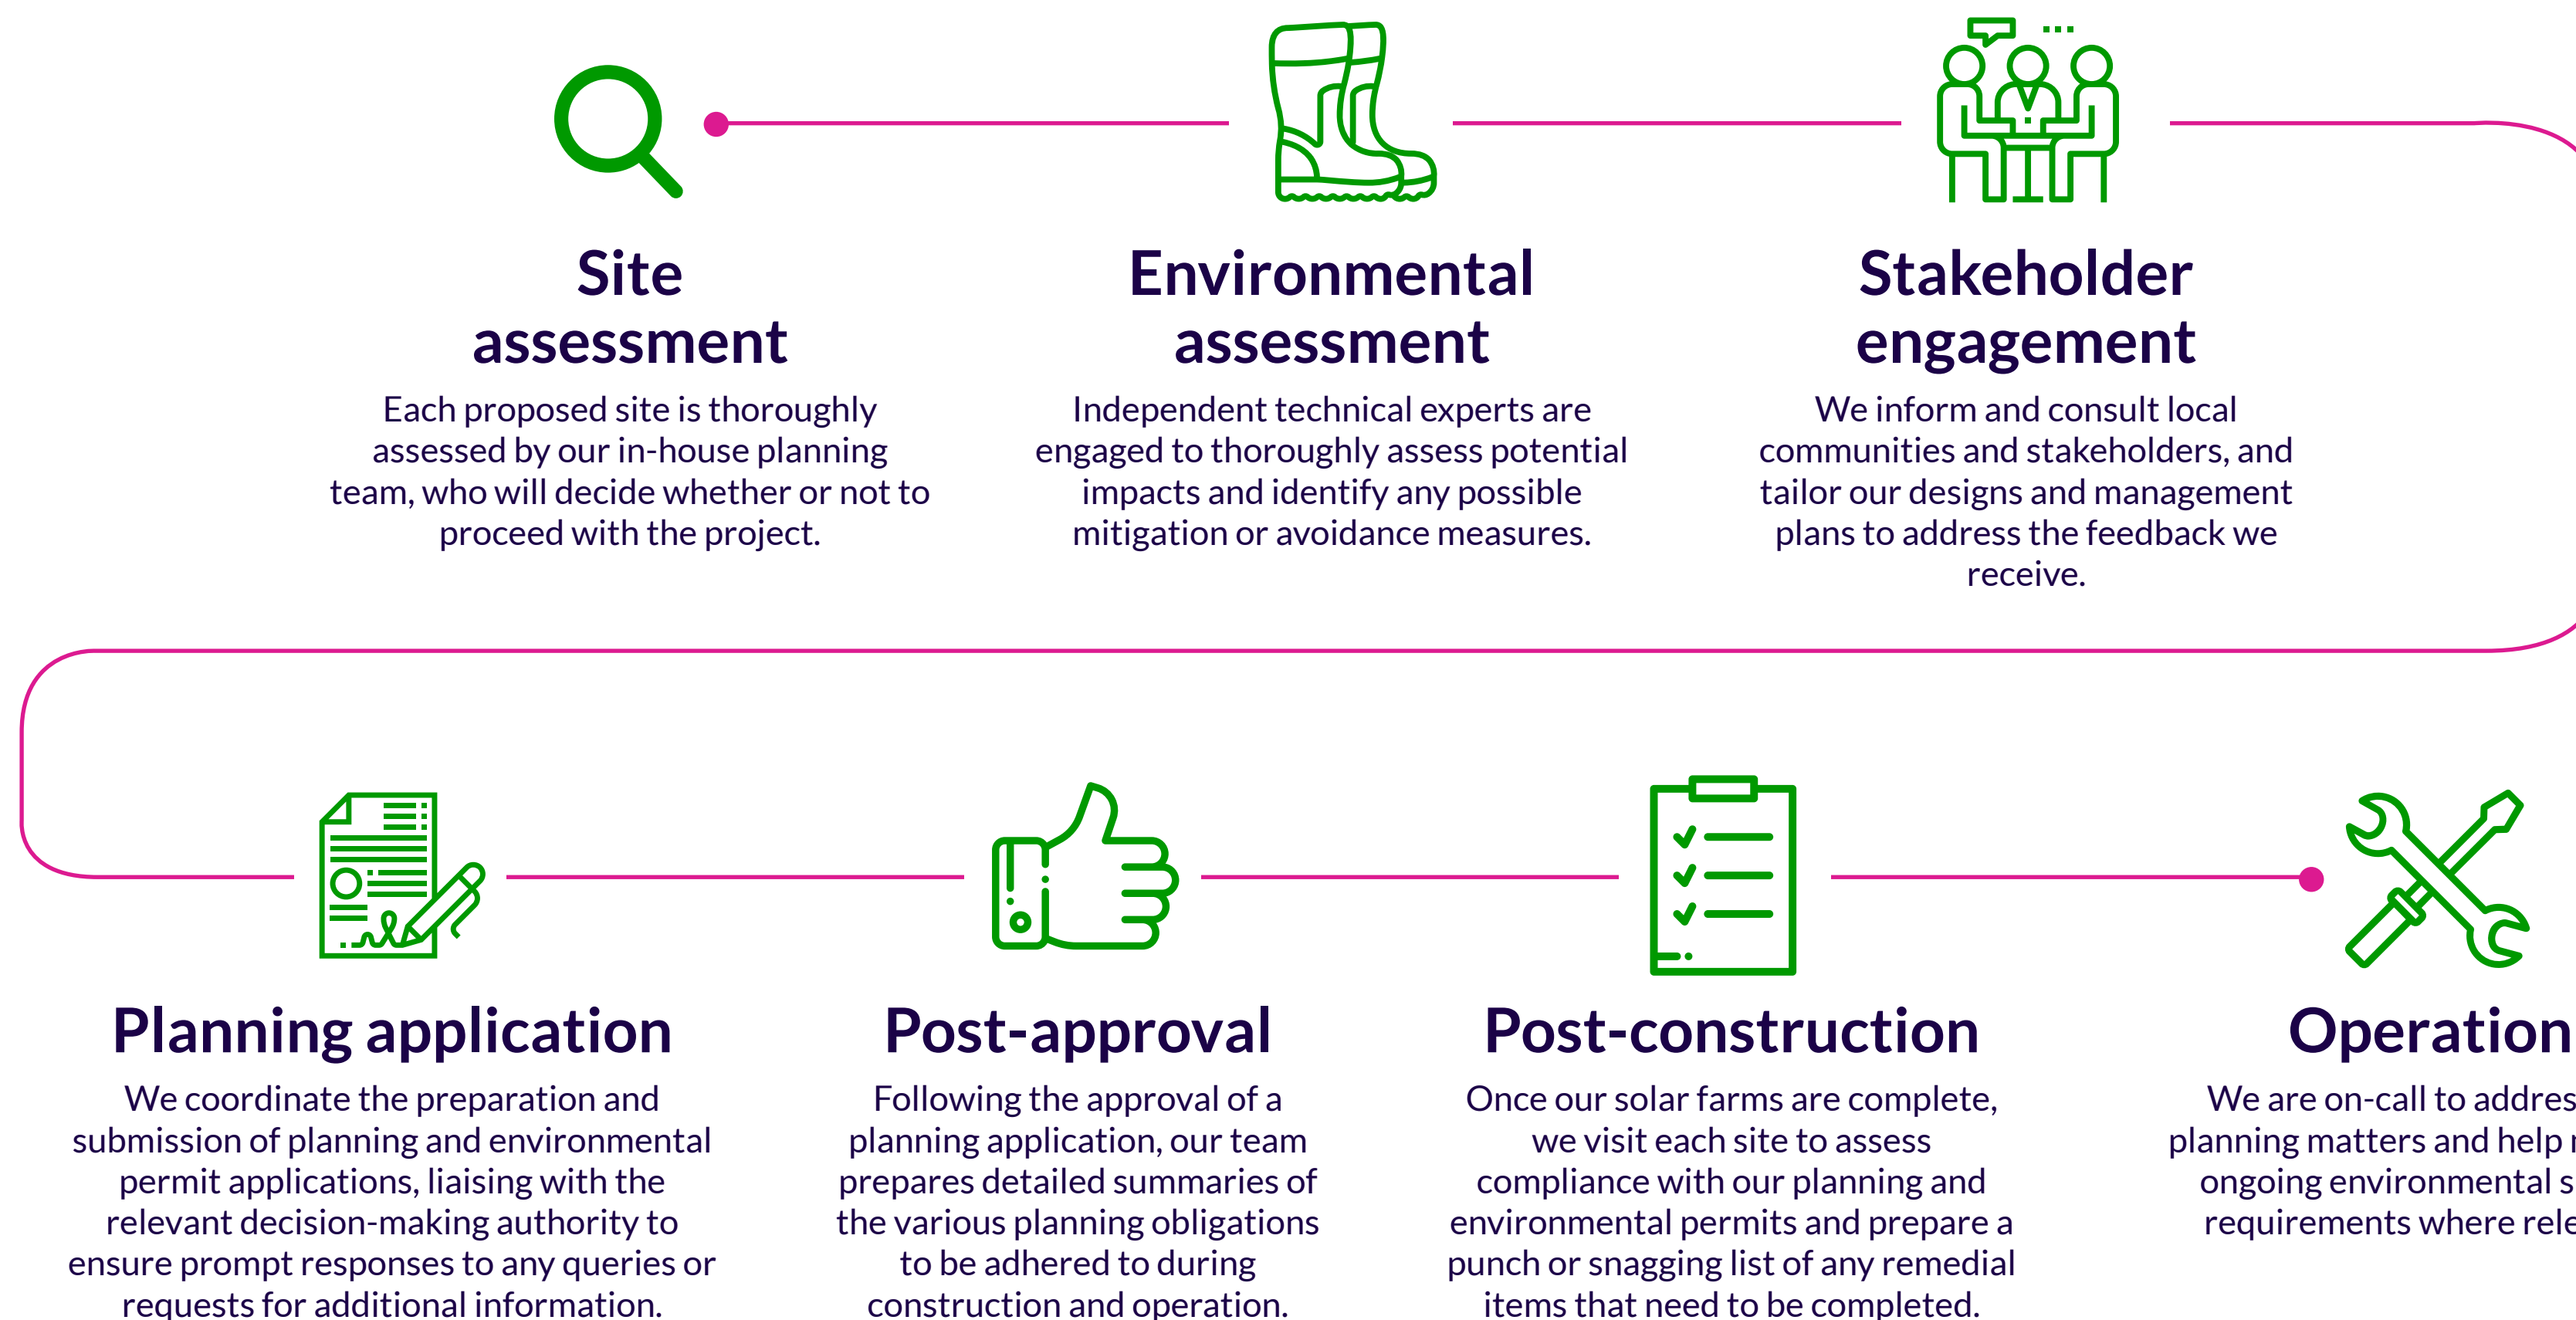 Site
assessment
Each proposed site is thoroughly
assessed by our in-house planning
team, who will decide whether or not to
proceed with the project.
Environmental
assessment
Independent technical experts are
engaged to thoroughly assess potential
impacts and identify any possible
mitigation or avoidance measures.
Stakeholder
engagement
We inform and consult local
communities and stakeholders, and
tailor our designs and management
plans to address the feedback we
receive.
Planning application
We coordinate the preparation and
submission of planning and environmental
permit applications, liaising with the
relevant decision-making authority to
ensure prompt responses to any queries or
requests for additional information.
Post-approval
Following the approval of a
planning application, our team
prepares detailed summaries of
the various planning obligations
to be adhered to during
construction and operation.
Post-construction
Once our solar farms are complete,
we visit each site to assess
compliance with our planning and
environmental permits and prepare a
punch or snagging list of any remedial
items that need to be completed.
Operation
We are on-call to
planning matters and help
ongoing environmental
requirements where